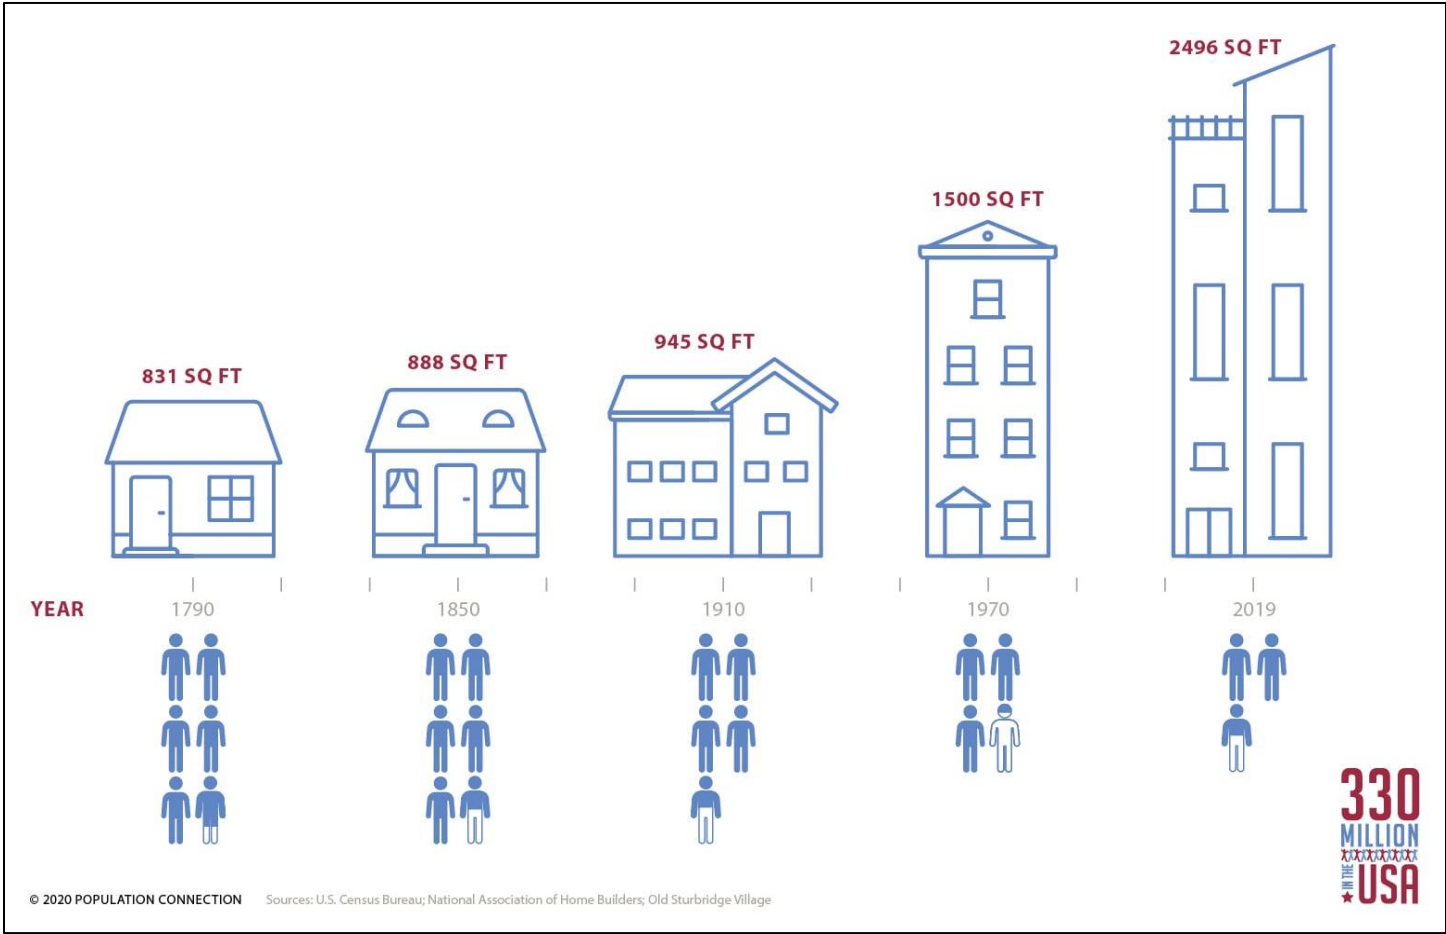 2496 SQ FT
1500 SQ FT
945 SQ FT
888 SQ FT
831 SQ FT
YEAR 1790 1850 1910 1970 2019
330
MILLION
IN THE
USA
© 2020 POPULATION CONNECTION Sources: U.S. Census Bureau; National Association of Home Builders; Old Sturbridge Village